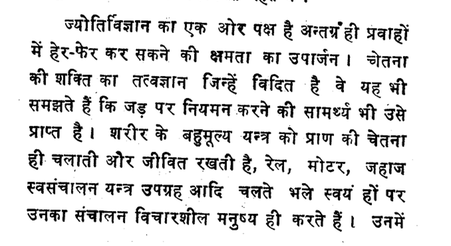 ज्योतिर्विज्ञान का एक ओर पक्ष है अन्तर्ग्रही प्रवाहों
में हेर-फेर कर सकने की क्षमता का उपार्जन। चेतना
की शक्ति का तत्वज्ञान जिन्हें विदित है वे यह भी
समझते हैं कि जड़ पर नियमन करने की सामर्थ्य भी उसे
प्राप्त है। शरीर के बहुमूल्य यन्त्र को प्राण की चेतना
ही चलाती और जीवित रखती है, रेल, मोटर, जहाज
स्वसंचालन यन्त्र उपग्रह आदि चलते भले स्वयं हों पर
उनका संचालन विचारशील मनुष्य ही करते हैं। उनमें